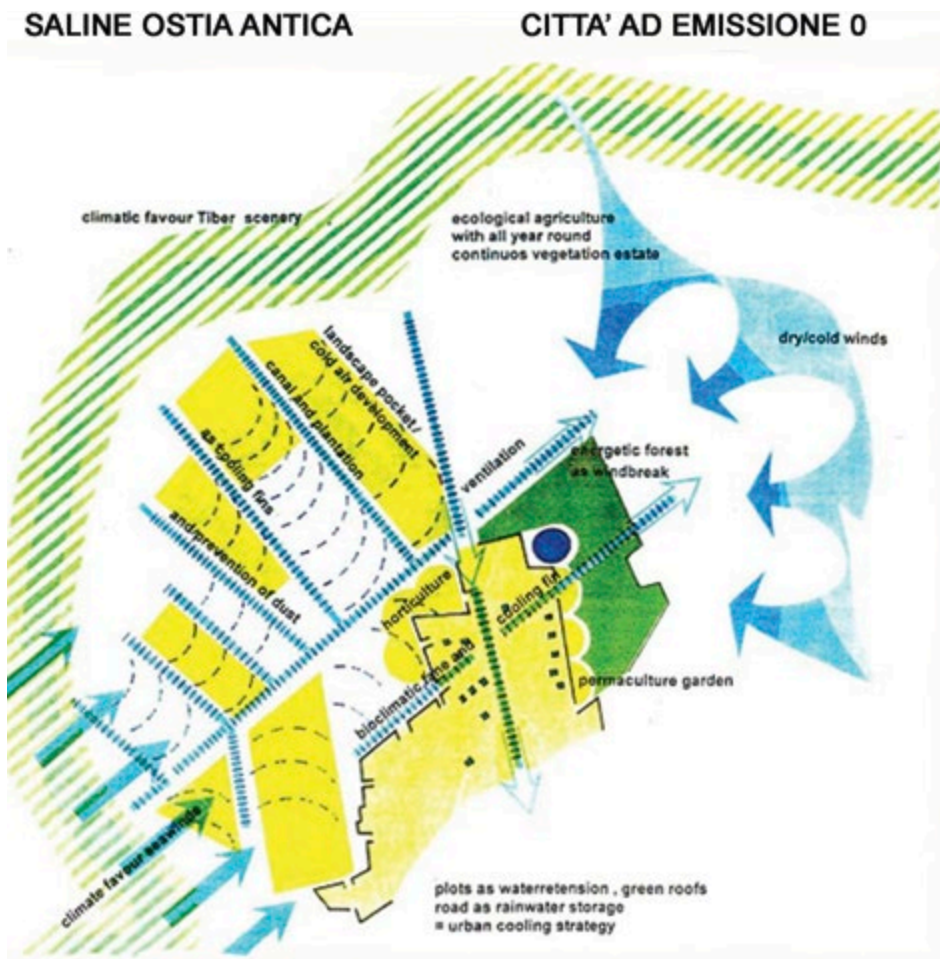 SALINE OSTIA ANTICA
CITTA' AD EMISSIONE 0
climatic favour Tiber scenery
ecological agriculture
with all year round
continuos vegetation estate
dry/cold winds
landscape pocket/
cold air development
canal and plantation
as cooling fins
and/prevention of dust
ventilation
energetic forest
as windbreak
horticulture
cooling fin
bioclimatic fine and
permaculture garden
climate favour seawinds
plots as waterretension , green roofs
road as rainwater storage
= urban cooling strategy